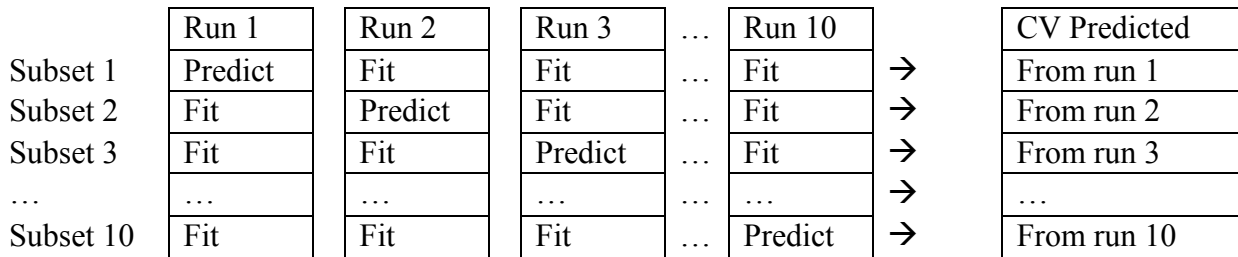 Run 1 Run 2 Run 3 … Run 10 CV Predicted
Subset 1 Predict Fit Fit … Fit → From run 1
Subset 2 Fit Predict Fit … Fit → From run 2
Subset 3 Fit Fit Predict … Fit → From run 3
… … … … … … → …
Subset 10 Fit Fit Fit … Predict → From run 10